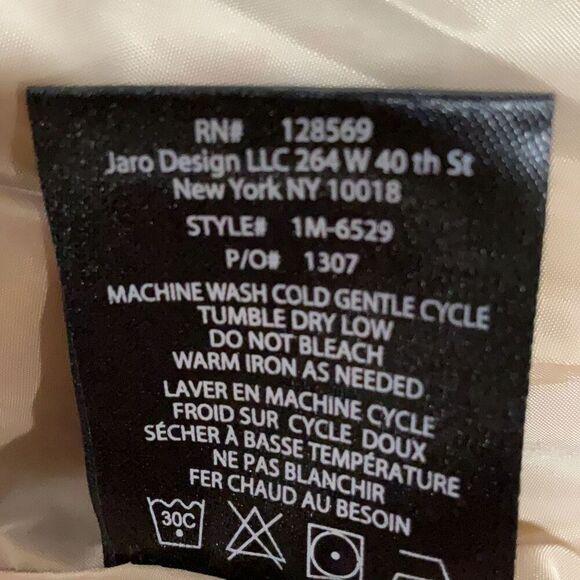 RN# 128569
Jaro Design LLC 264 W 40 th St
New York NY 10018
STYLE# 1M-6529
P/O# 1307
MACHINE WASH COLD GENTLE CYCLE
TUMBLE DRY LOW
DO NOT BLEACH
WARM IRON AS NEEDED
LAVER EN MACHINE CYCLE
FROID SUR CYCLE DOUX
SÉCHER À BASSE TEMPÉRATURE
NE PAS BLANCHIR
FER CHAUD AU BESOIN
30C